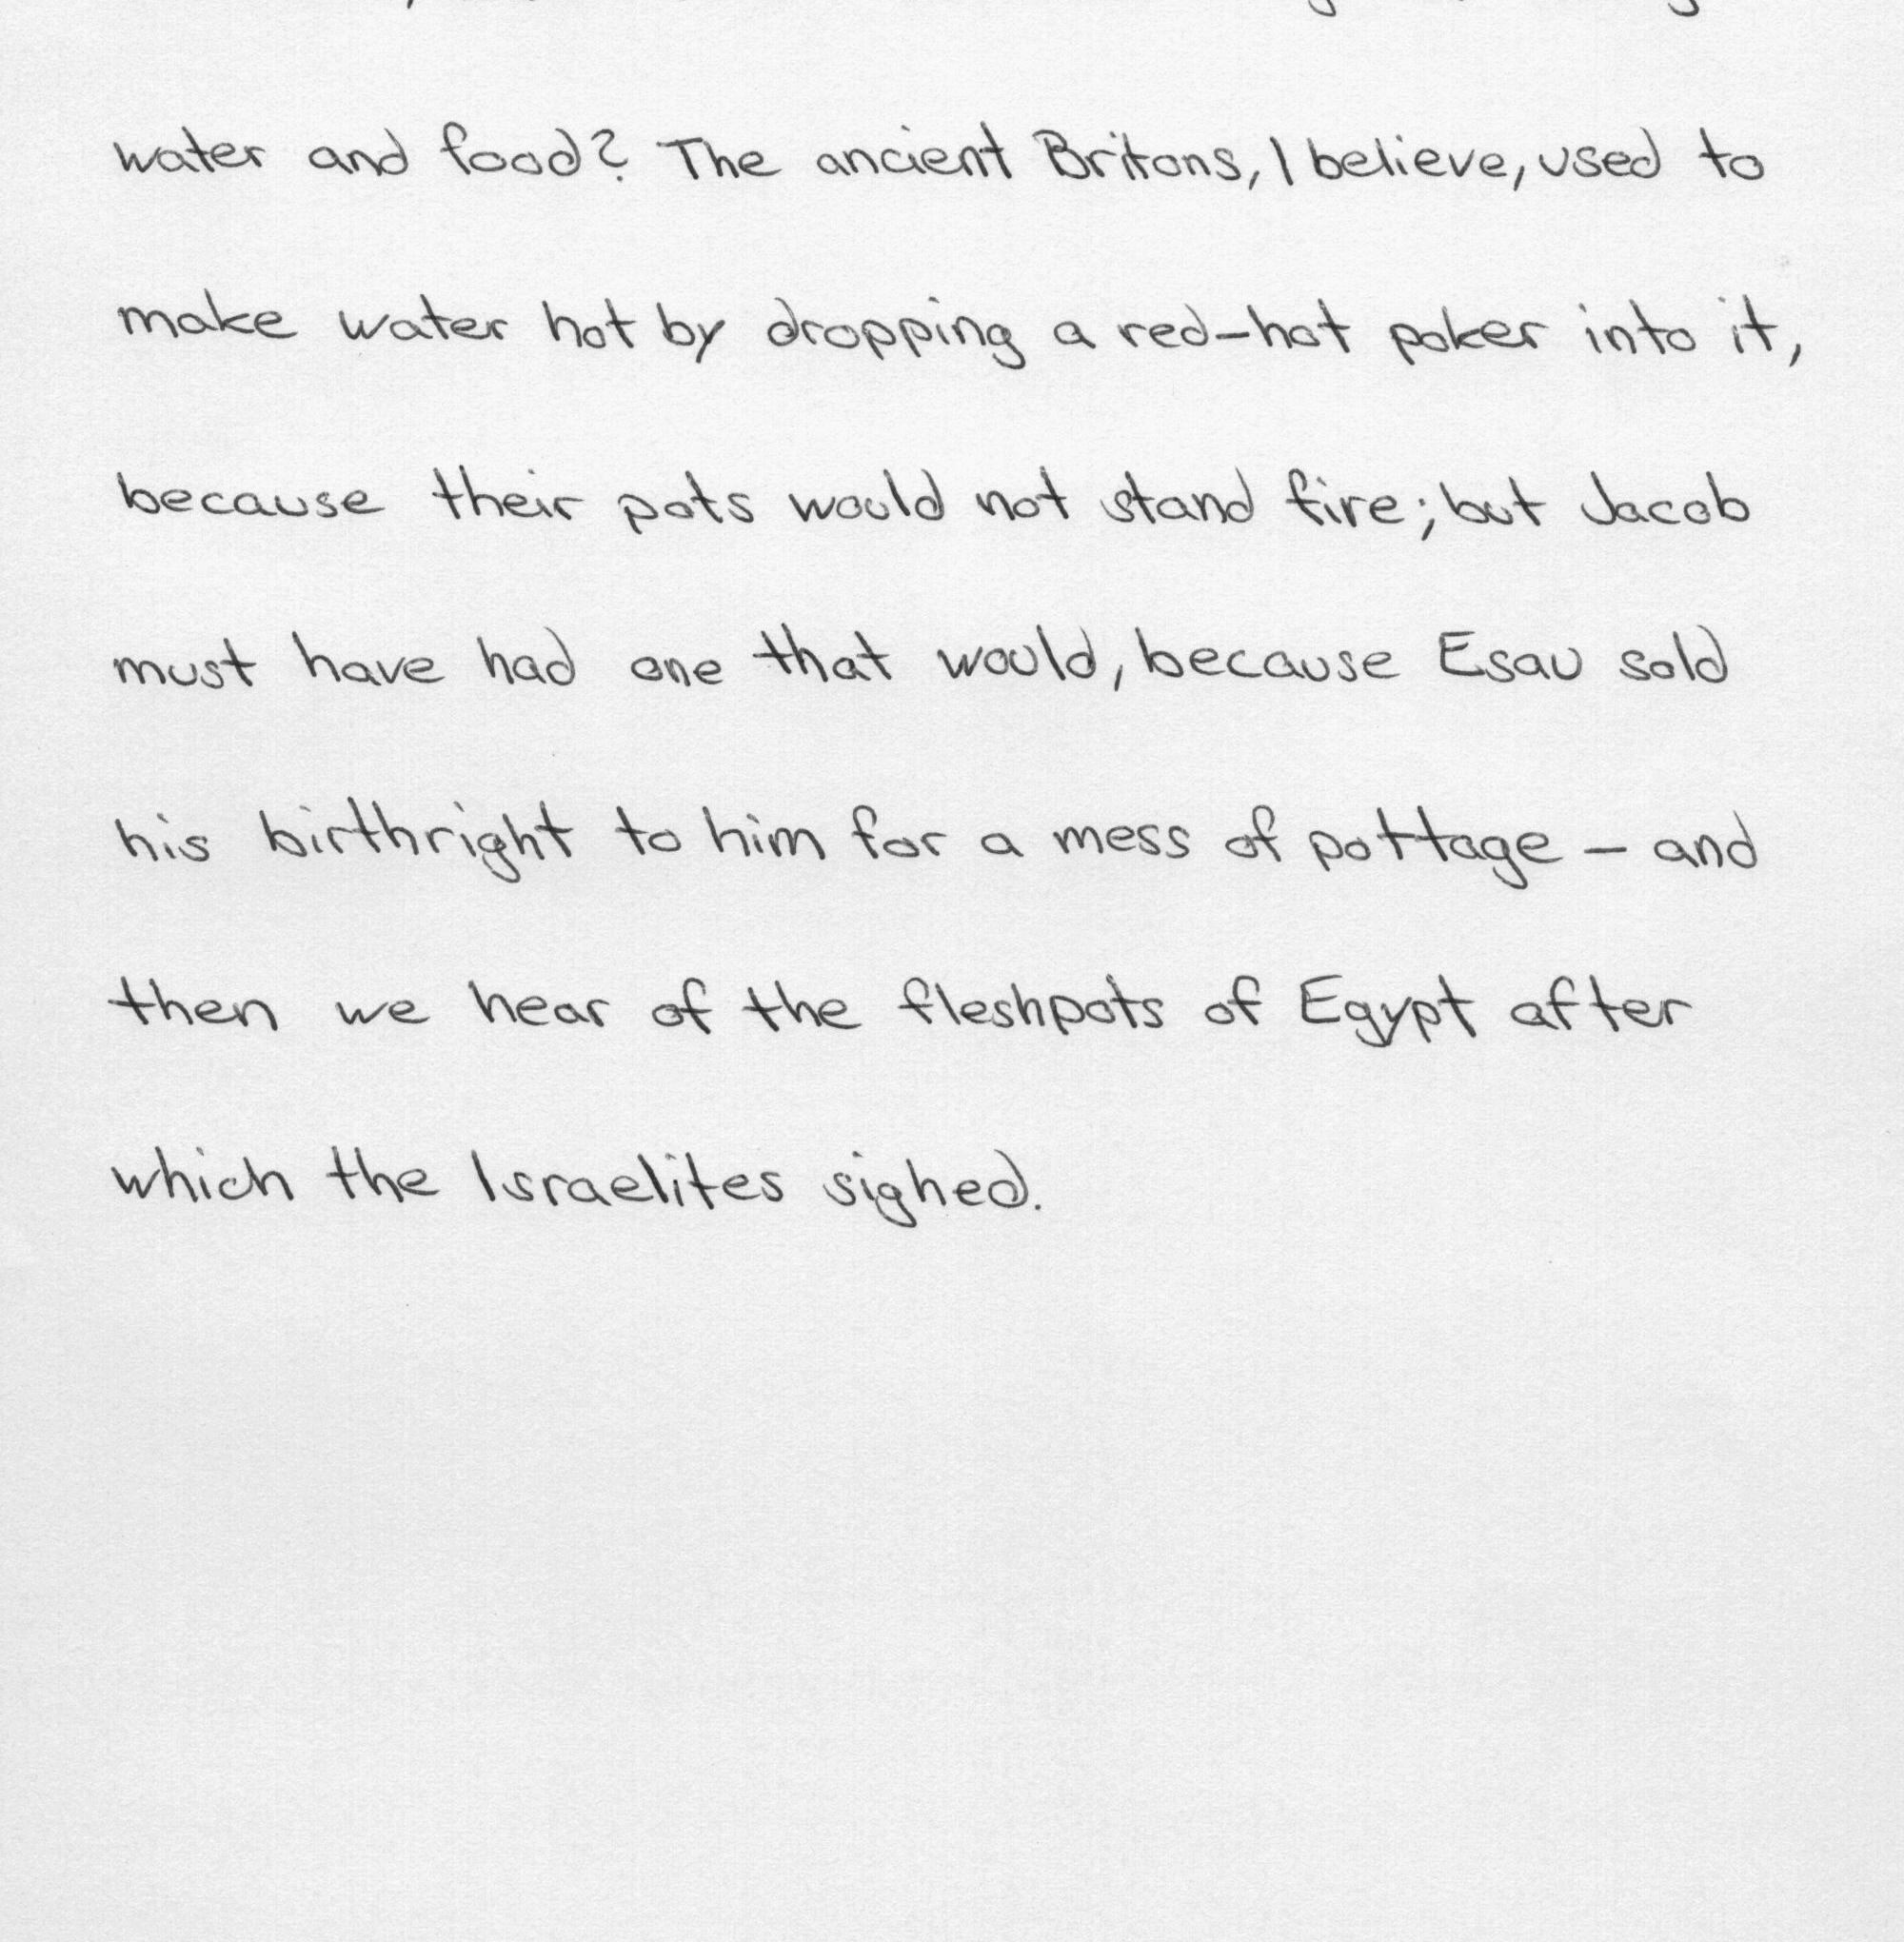 water and food? The ancient Britons, I believe, used to
make water hot by dropping a red-hot poker into it,
because their pots would not stand fire; but Jacob
must have had one that would, because Esau sold
his birthright to him for a mess of pottage – and
then we hear of the fleshpots of Egypt after
which the Israelites sighed.